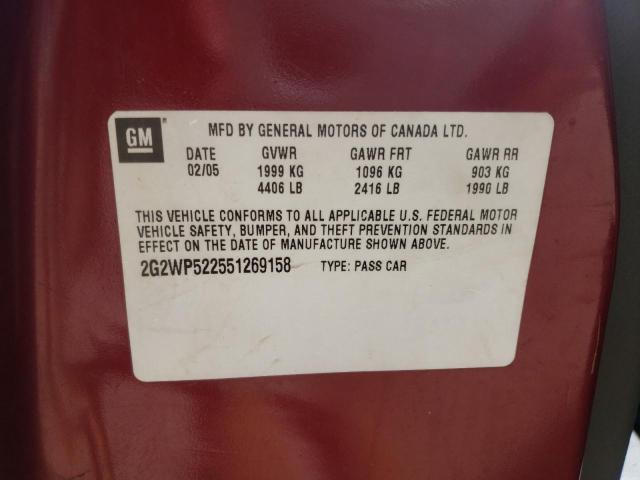 GM
MFD BY GENERAL MOTORS OF CANADA LTD.
DATE GVWR GAWR FRT GAWR RR
02/05 1999 KG 1096 KG 903 KG
4406 LB 2416 LB 1990 LB
THIS VEHICLE CONFORMS TO ALL APPLICABLE U.S. FEDERAL MOTOR
VEHICLE SAFETY, BUMPER, AND THEFT PREVENTION STANDARDS IN
EFFECT ON THE DATE OF MANUFACTURE SHOWN ABOVE.
2G2WP522551269158 TYPE: PASS CAR